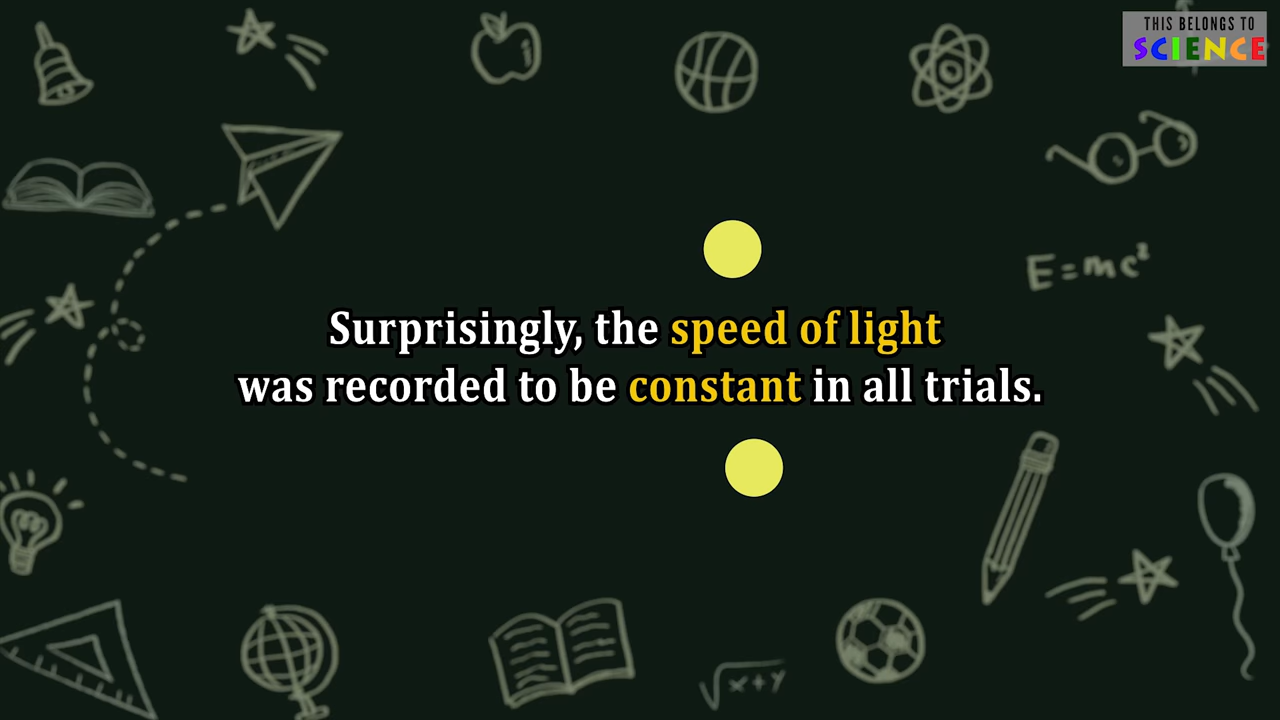 THIS BELONGS TO
SCIENCE
E=mc²
Surprisingly, the speed of light
was recorded to be constant in all trials.
√x+y